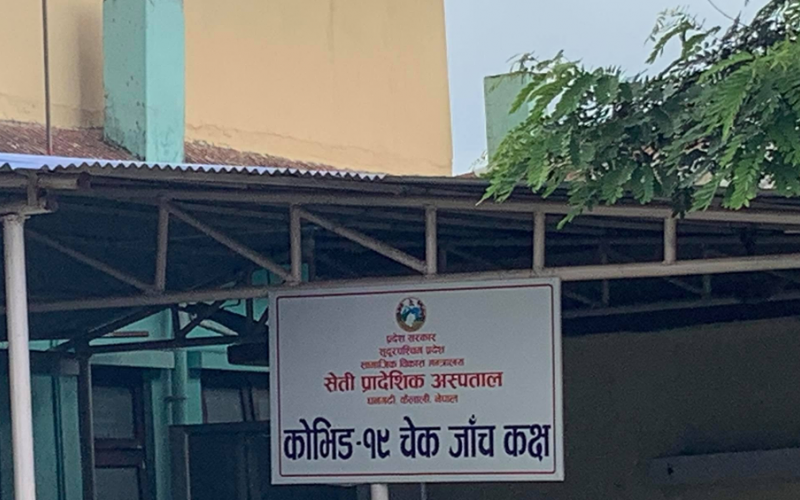 प्रदेश सरकार
सुदूरपश्चिम प्रदेश
सामाजिक विकास मन्त्रालय
सेती प्रादेशिक अस्पताल
धनगढी, कैलाली, नेपाल
कोभिड-१९ चेक जाँच कक्ष